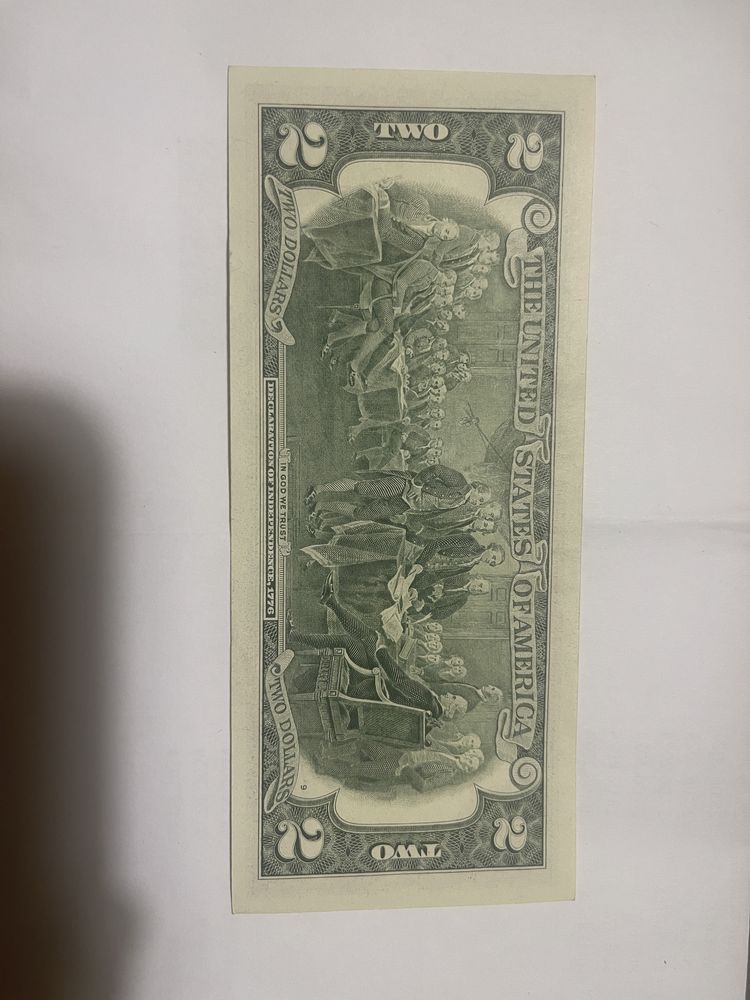 2 TWO 2
THE UNITED STATES OF AMERICA
TWO DOLLARS
IN GOD WE TRUST
TWO DOLLARS
DECLARATION OF INDEPENDENCE, 1776
9
2 TWO 2